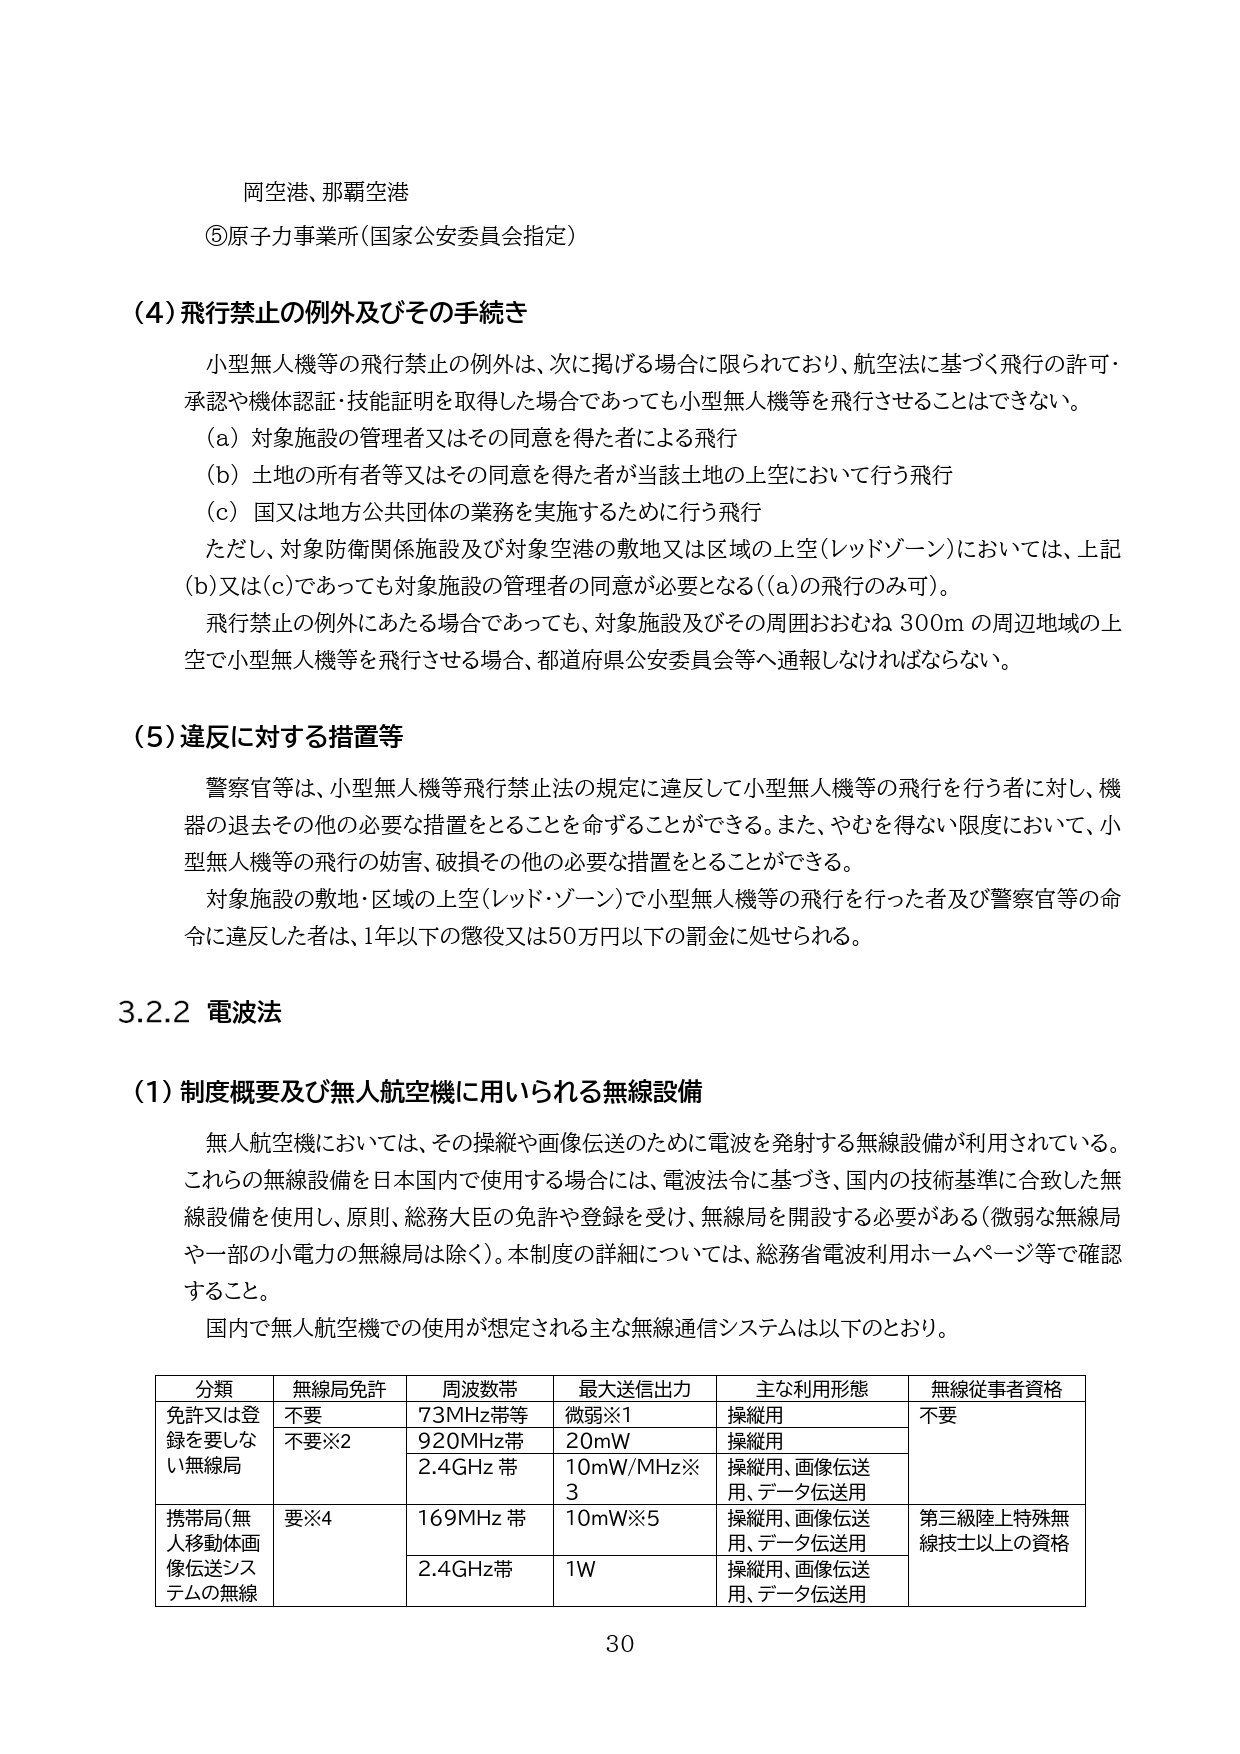 岡空港、那覇空港
⑤原子力事業所（国家公安委員会指定）
（４）飛行禁止の例外及びその手続き
小型無人機等の飛行禁止の例外は、次に掲げる場合に限られており、航空法に基づく飛行の許可・
承認や機体認証・技能証明を取得した場合であっても小型無人機等を飛行させることはできない。
（a） 対象施設の管理者又はその同意を得た者による飛行
（b） 土地の所有者等又はその同意を得た者が当該土地の上空において行う飛行
（c） 国又は地方公共団体の業務を実施するために行う飛行
ただし、対象防衛関係施設及び対象空港の敷地又は区域の上空（レッドゾーン）においては、上記
(b)又は(c)であっても対象施設の管理者の同意が必要となる((a)の飛行のみ可)。
飛行禁止の例外にあたる場合であっても、対象施設及びその周囲おおむね 300m の周辺地域の上
空で小型無人機等を飛行させる場合、都道府県公安委員会等へ通報しなければならない。
（５）違反に対する措置等
警察官等は、小型無人機等飛行禁止法の規定に違反して小型無人機等の飛行を行う者に対し、機
器の退去その他の必要な措置をとることを命ずることができる。また、やむを得ない限度において、小
型無人機等の飛行の妨害、破損その他の必要な措置をとることができる。
対象施設の敷地・区域の上空（レッド・ゾーン）で小型無人機等の飛行を行った者及び警察官等の命
令に違反した者は、1年以下の懲役又は50万円以下の罰金に処せられる。
3.2.2 電波法
（１）制度概要及び無人航空機に用いられる無線設備
無人航空機においては、その操縦や画像伝送のために電波を発射する無線設備が利用されている。
これらの無線設備を日本国内で使用する場合には、電波法令に基づき、国内の技術基準に合致した無
線設備を使用し、原則、総務大臣の免許や登録を受け、無線局を開設する必要がある（微弱な無線局
や一部の小電力の無線局は除く）。本制度の詳細については、総務省電波利用ホームページ等で確認
すること。
国内で無人航空機での使用が想定される主な無線通信システムは以下のとおり。
分類 無線局免許 周波数帯 最大送信出力 主な利用形態 無線従事者資格
免許又は登 不要 73MHz帯等 微弱※1 操縦用 不要
録を要しな 不要※2 920MHz帯 20mW 操縦用
い無線局 2.4GHz 帯 10mW/MHz※ 操縦用、画像伝送
3 用、データ伝送用
携帯局（無 要※4 169MHz 帯 10mW※5 操縦用、画像伝送 第三級陸上特殊無
人移動体画 用、データ伝送用 線技士以上の資格
像伝送シス 2.4GHz帯 1W 操縦用、画像伝送
テムの無線 用、データ伝送用
30